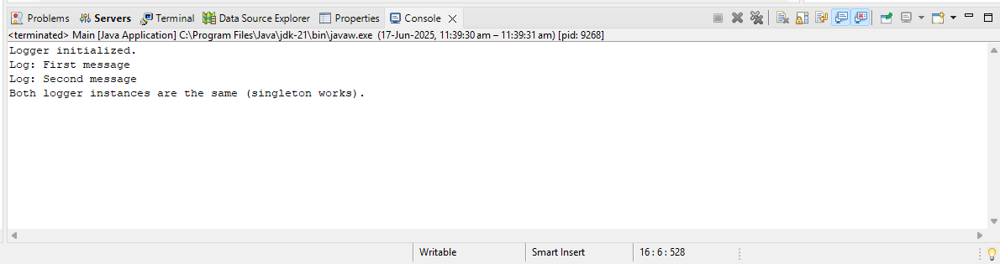 Problems Servers Terminal Data Source Explorer Properties Console
<terminated> Main [Java Application] C:\Program Files\Java\jdk-21\bin\javaw.exe (17-Jun-2025, 11:39:30 am – 11:39:31 am) [pid: 9268]
Logger initialized.
Log: First message
Log: Second message
Both logger instances are the same (singleton works).
Writable Smart Insert 16 : 6 : 528